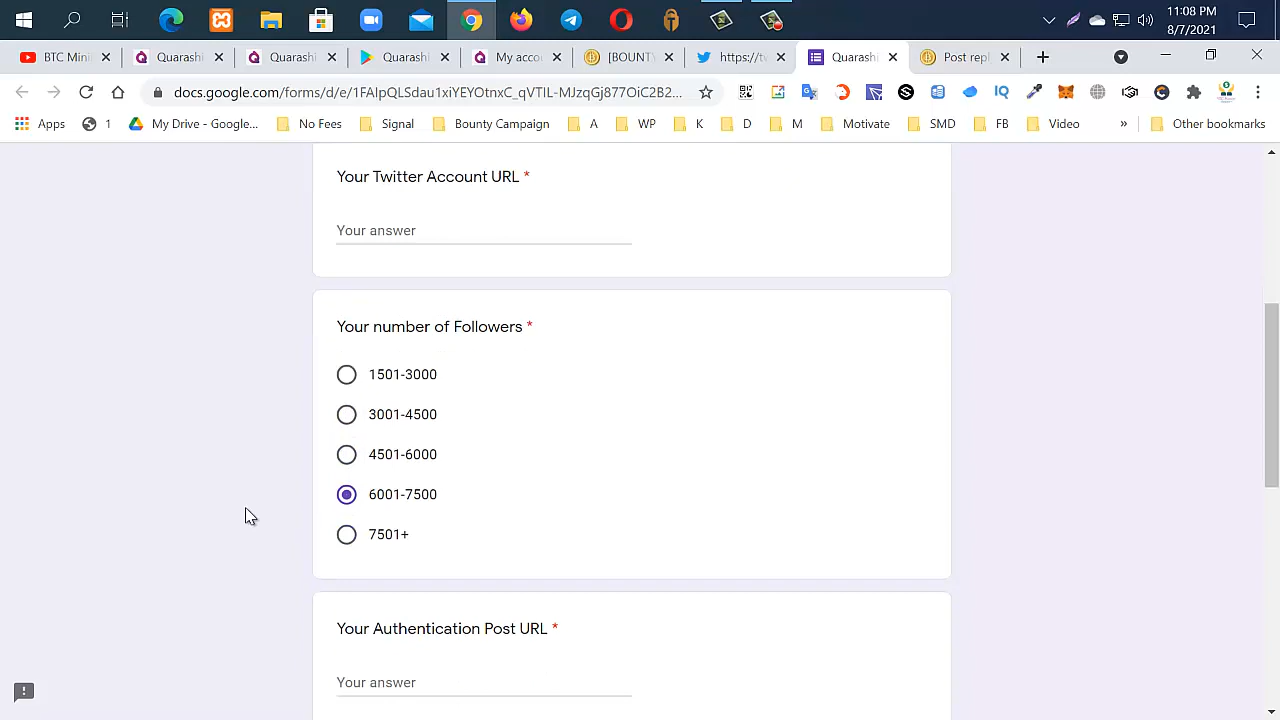 11:08 PM
8/7/2021
BTC Mini
Quarashi
Quarashi
Quarashi
My acco
[BOUNTY
https://tw
Quarashi
Post repl
docs.google.com/forms/d/e/1FAIpQLSdau1xiYEYOtnxC_qVTIL-MJzqGj877OiC2B2...
IQ
Apps
1
My Drive - Google...
No Fees
Signal
Bounty Campaign
A
WP
K
D
M
Motivate
SMD
FB
Video
»
Other bookmarks
Your Twitter Account URL *
Your answer
Your number of Followers *
1501-3000
3001-4500
4501-6000
6001-7500
7501+
Your Authentication Post URL *
Your answer